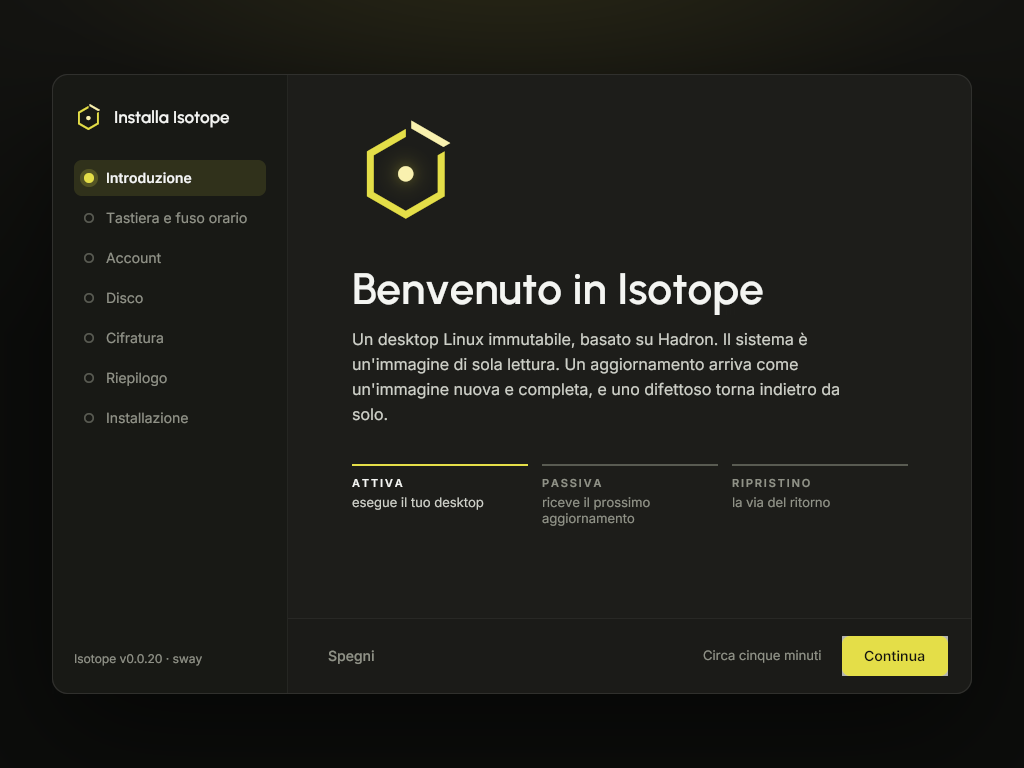 Installa Isotope
Introduzione
Tastiera e fuso orario
Account
Disco
Cifratura
Riepilogo
Installazione
Isotope v0.0.20 · sway
Benvenuto in Isotope
Un desktop Linux immutabile, basato su Hadron. Il sistema è
un'immagine di sola lettura. Un aggiornamento arriva come
un'immagine nuova e completa, e uno difettoso torna indietro da
solo.
ATTIVA
esegue il tuo desktop
PASSIVA
riceve il prossimo
aggiornamento
RIPRISTINO
la via del ritorno
Spegni
Circa cinque minuti
Continua